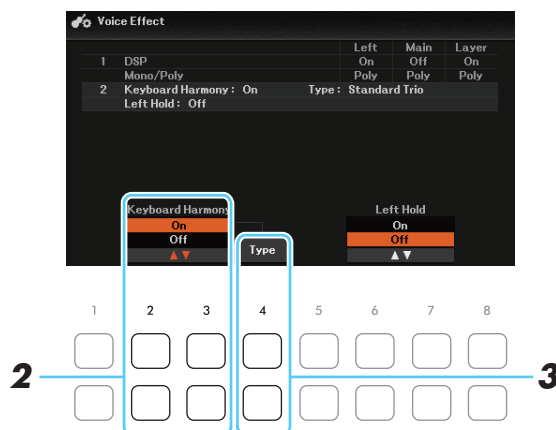 Voice Effect
Left Main Layer
1 DSP On Off On
Mono/Poly Poly Poly Poly
2 Keyboard Harmony: On Type: Standard Trio
Left Hold: Off
Keyboard Harmony Left Hold
On On
Off Type Off
1 2 3 4 5 6 7 8
2 3